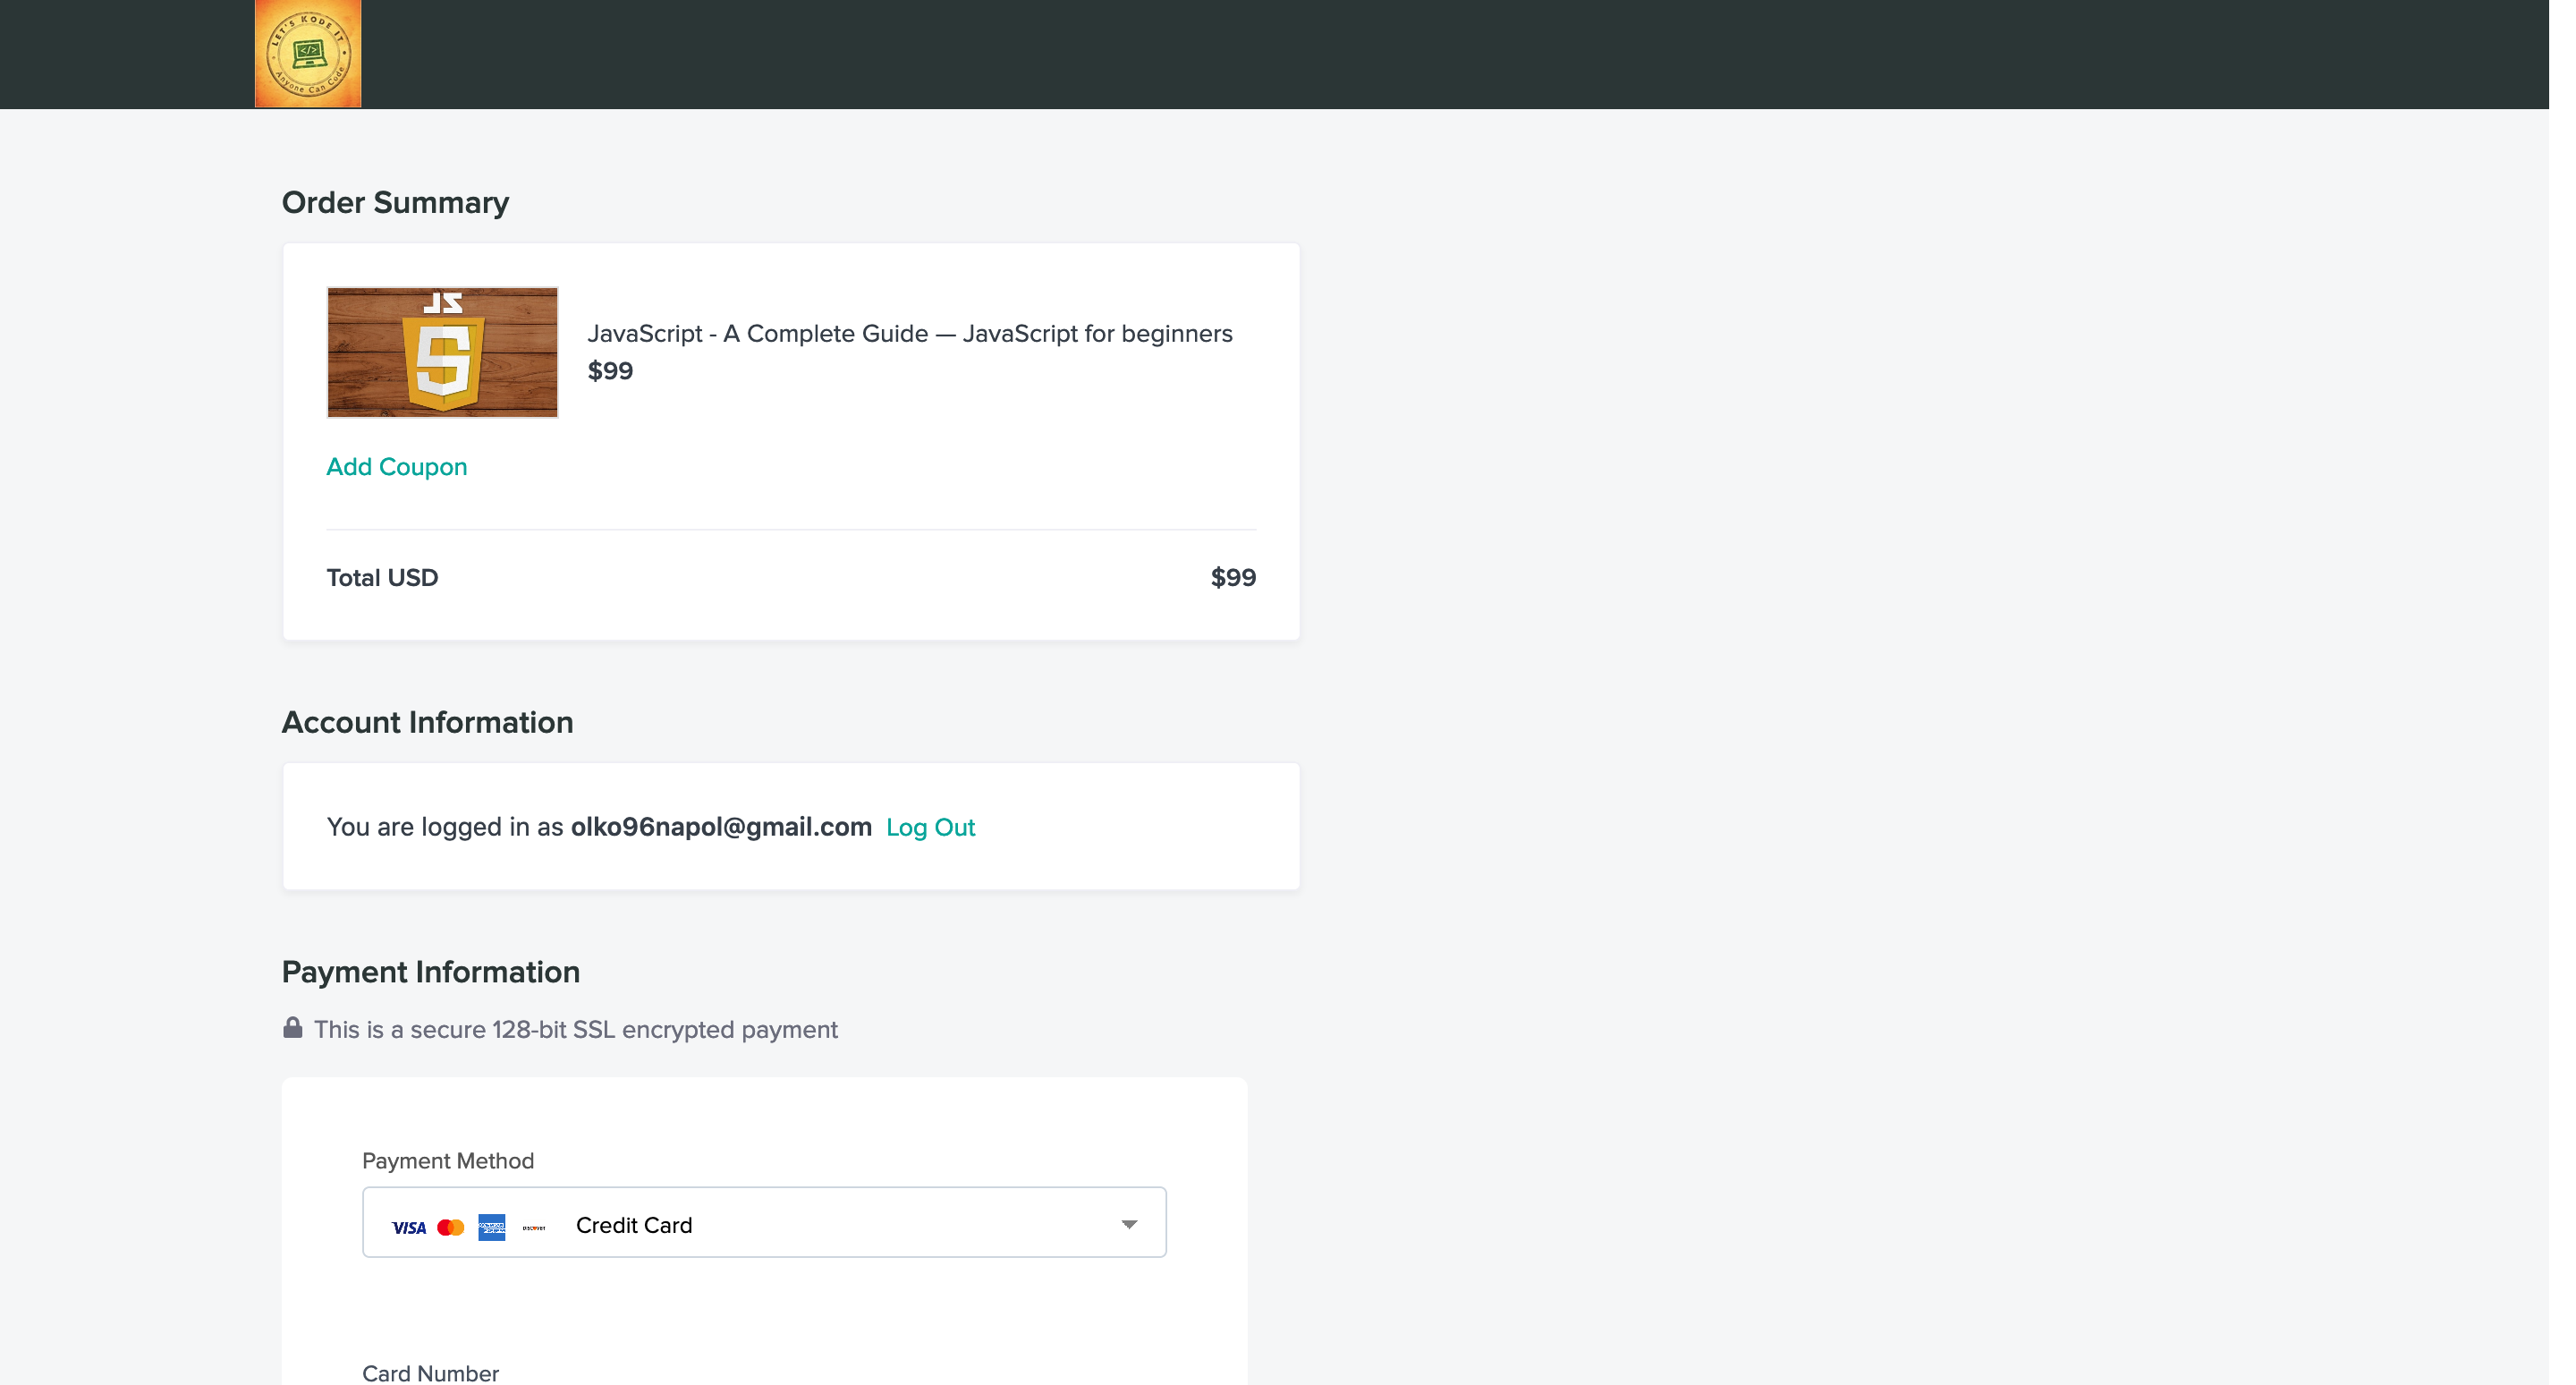 LET'S KODE IT
Anyone Can Code
</>
Order Summary
JS
JavaScript - A Complete Guide — JavaScript for beginners
$99
Add Coupon
Total USD $99
Account Information
You are logged in as olko96napol@gmail.com Log Out
Payment Information
This is a secure 128-bit SSL encrypted payment
Payment Method
VISA DISCOVER Credit Card
Card Number